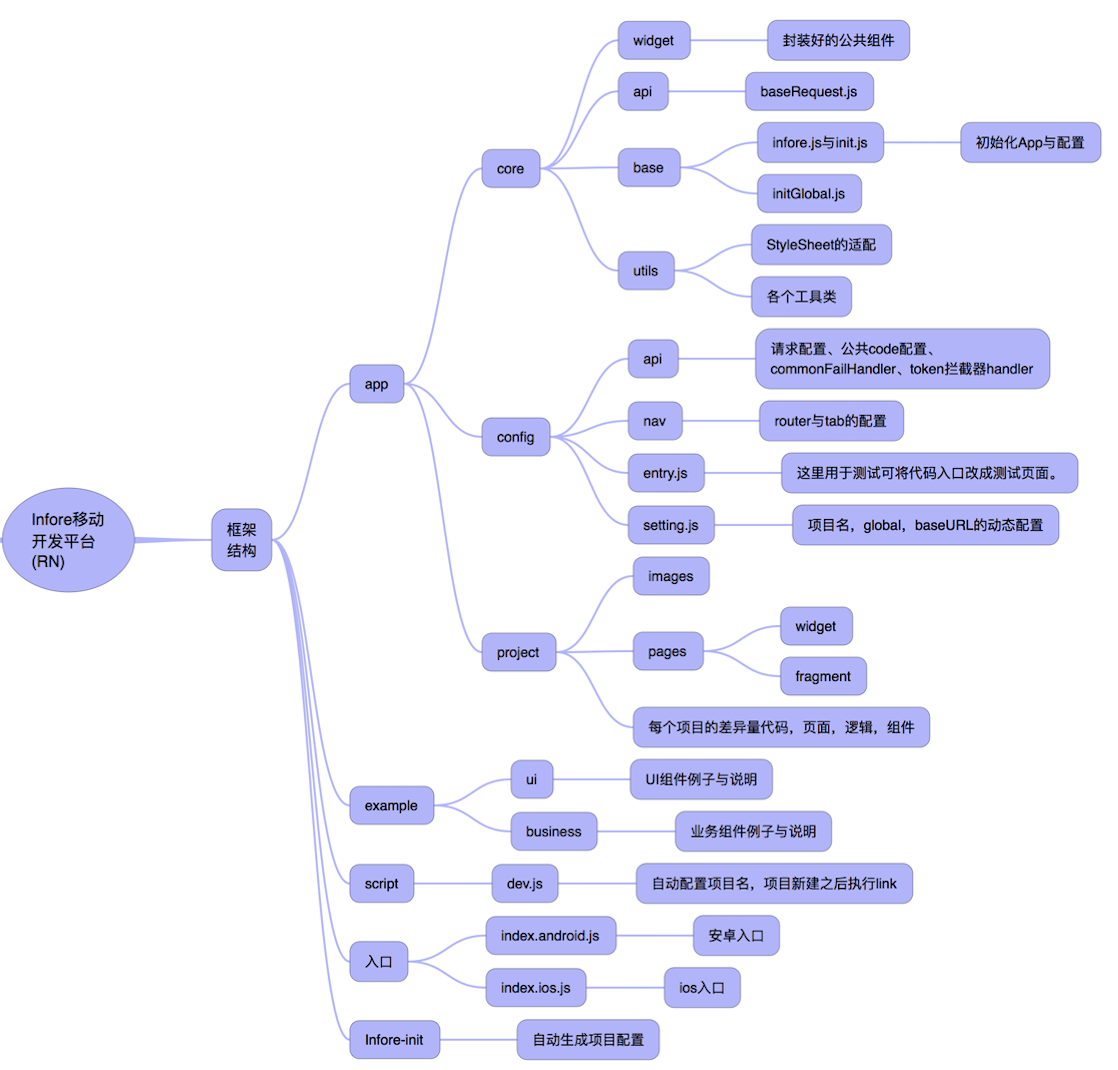 Infore移动
开发平台
(RN)
框架
结构
app
core
widget
封装好的公共组件
api
baseRequest.js
base
infore.js与init.js
初始化App与配置
initGlobal.js
utils
StyleSheet的适配
各个工具类
config
api
请求配置、公共code配置、
commonFailHandler、token拦截器handler
nav
router与tab的配置
entry.js
这里用于测试可将代码入口改成测试页面。
setting.js
项目名，global，baseURL的动态配置
project
images
pages
widget
fragment
每个项目的差异量代码，页面，逻辑，组件
example
ui
UI组件例子与说明
business
业务组件例子与说明
script
dev.js
自动配置项目名，项目新建之后执行link
入口
index.android.js
安卓入口
index.ios.js
ios入口
Infore-init
自动生成项目配置